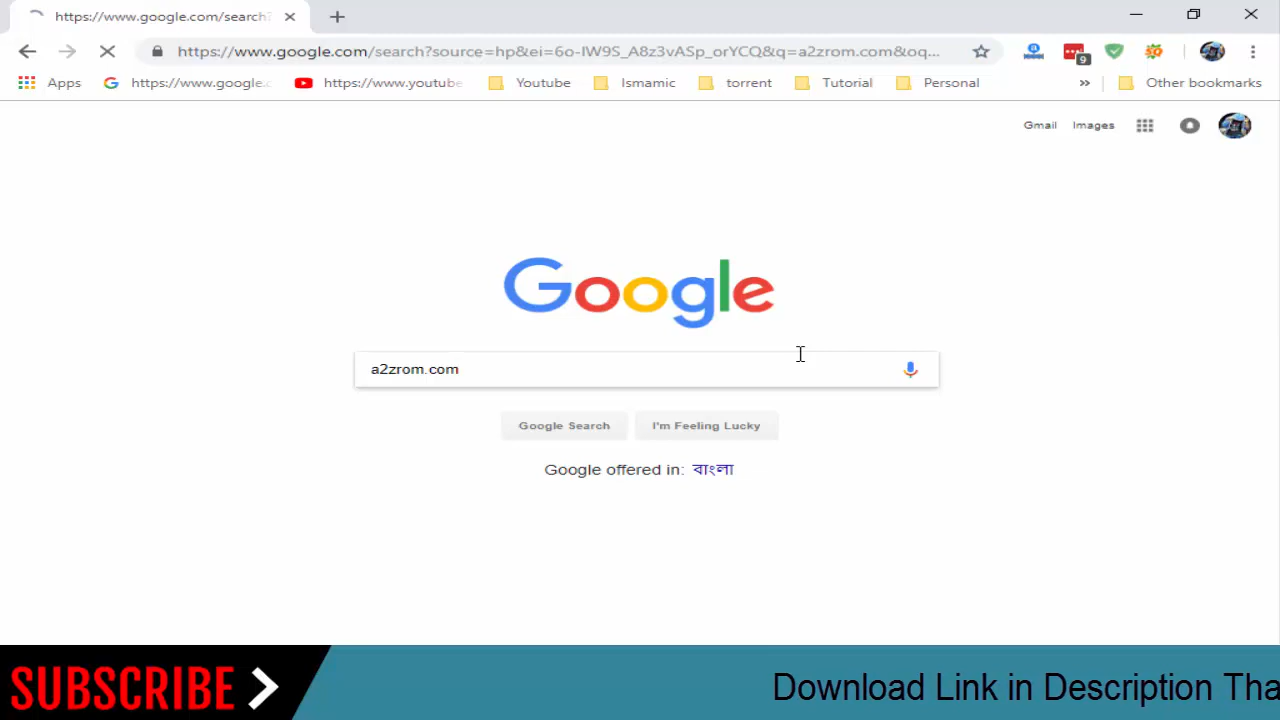 https://www.google.com/search?
https://www.google.com/search?source=hp&ei=6o-IW9S_A8z3vASp_orYCQ&q=a2zrom.com&oq...
9
Apps
https://www.google.c
https://www.youtube
Youtube
Ismamic
torrent
Tutorial
Personal
»
Other bookmarks
Gmail
Images
Google
a2zrom.com
Google Search
I'm Feeling Lucky
Google offered in: বাংলা
SUBSCRIBE
Download Link in Description Tha